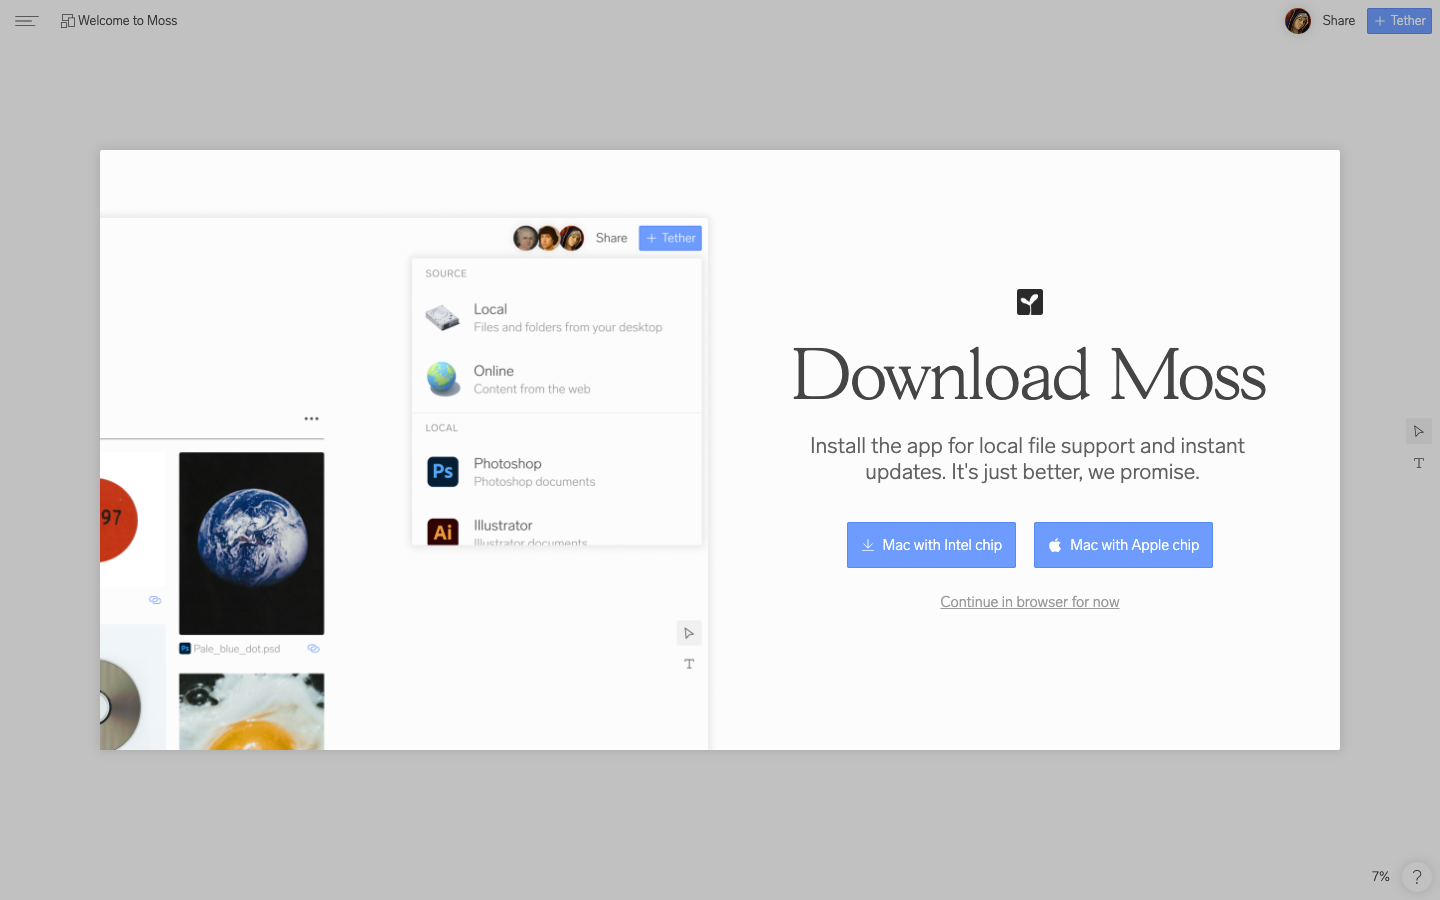 Welcome to Moss
Share
+ Tether
Share
+ Tether
SOURCE
Local
Files and folders from your desktop
Online
Content from the web
LOCAL
Ps
Photoshop
Photoshop documents
Ai
Illustrator
Illustrator documents
97
Ps Pale_blue_dot.psd
T
Download Moss
Install the app for local file support and instant
updates. It's just better, we promise.
Mac with Intel chip
Mac with Apple chip
Continue in browser for now
T
7%
?